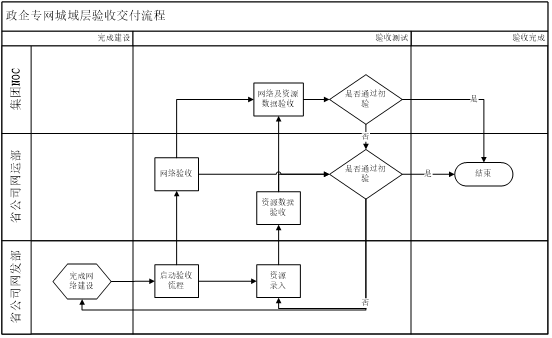 政企专网城域层验收交付流程
完成建设
验收测试
验收完成
集团NOC
网络及资源
数据验收
是否通过初
验
是
否
省公司网运部
网络验收
资源数据
验收
是否通过初
验
是
结束
省公司网发部
完成网
络建设
启动验收
流程
资源
录入
否